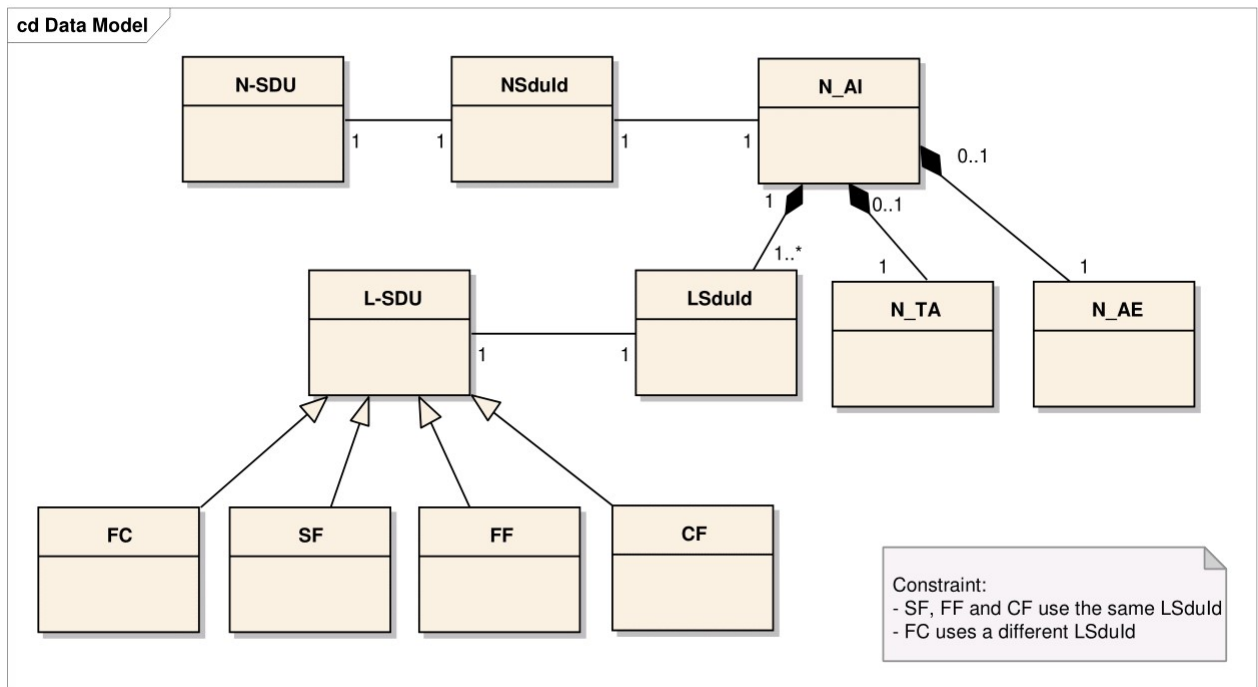 cd Data Model
N-SDU
NSduId
N_AI
1
1
1
1
0..1
1
0..1
1..*
1
1
L-SDU
LSduId
N_TA
N_AE
1
1
FC
SF
FF
CF
Constraint:
- SF, FF and CF use the same LSduId
- FC uses a different LSduId